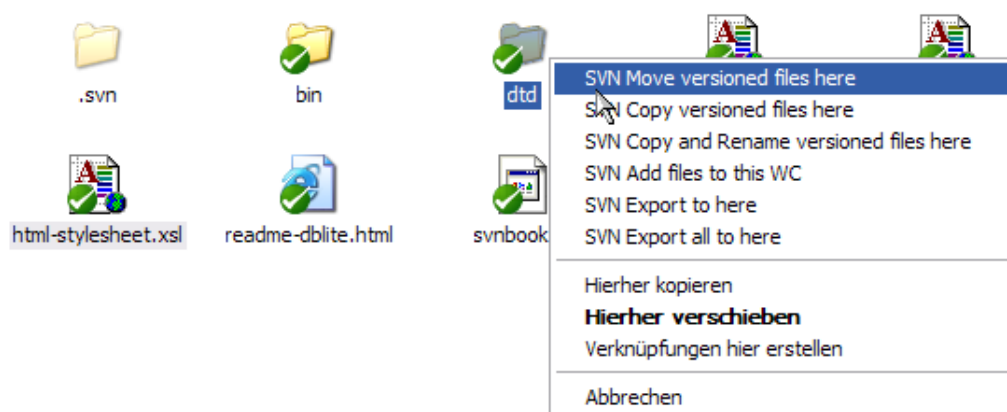 .svn
bin
dtd
html-stylesheet.xsl
readme-dblite.html
svnbook
SVN Move versioned files here
SVN Copy versioned files here
SVN Copy and Rename versioned files here
SVN Add files to this WC
SVN Export to here
SVN Export all to here
Hierher kopieren
Hierher verschieben
Verknüpfungen hier erstellen
Abbrechen